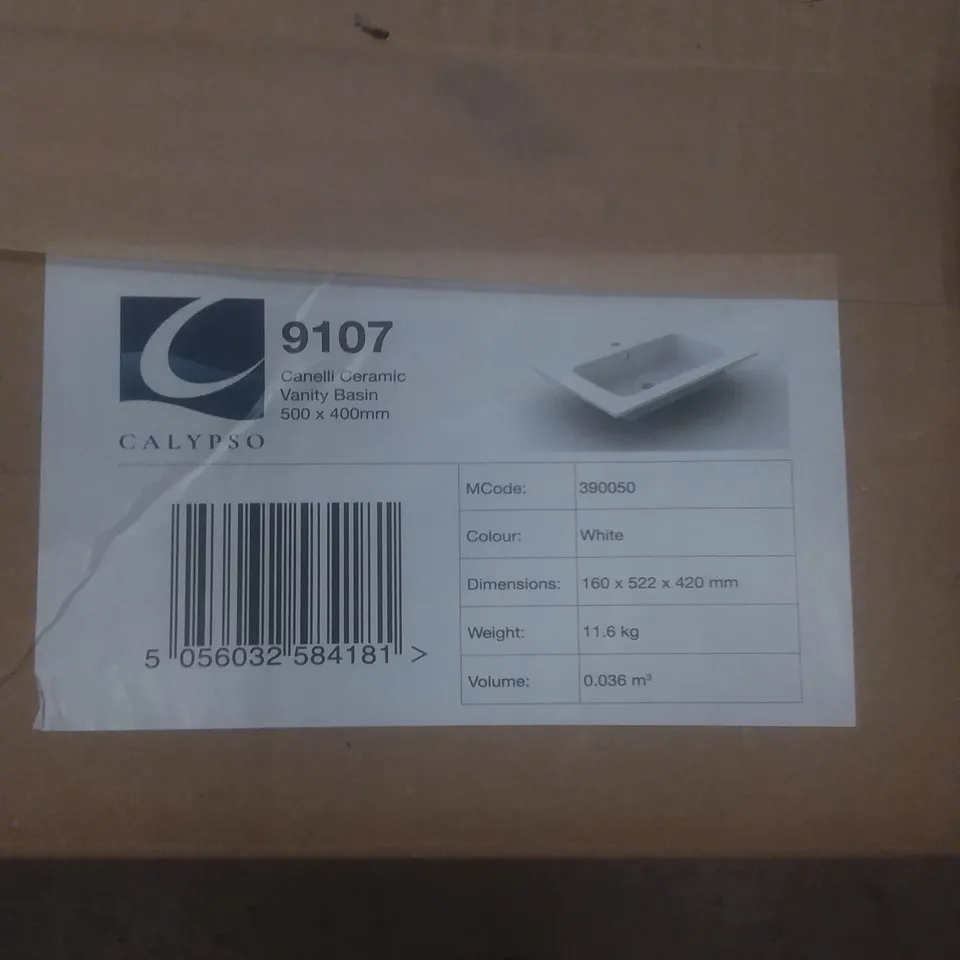 9107
Canelli Ceramic
Vanity Basin
500 x 400mm
CALYPSO
MCode: 390050
Colour: White
Dimensions: 160 x 522 x 420 mm
Weight: 11.6 kg
Volume: 0.036 m³
5 056032 584181 >